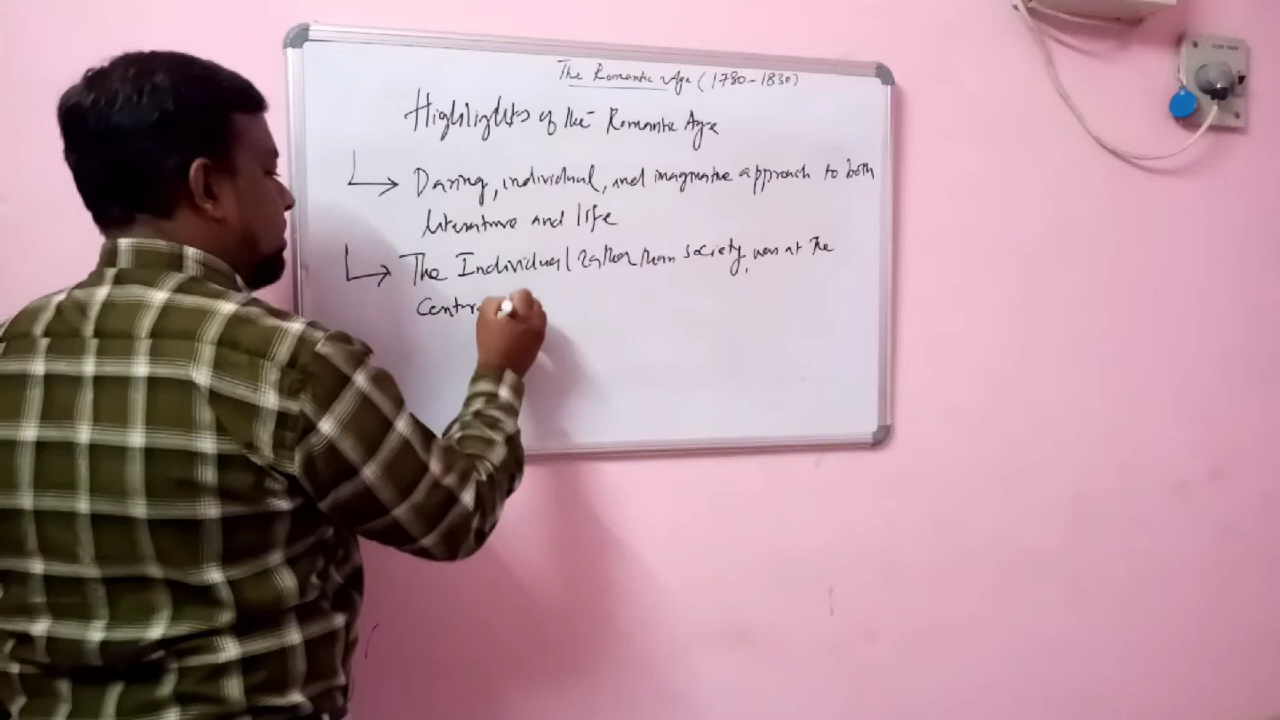 The Romantic Age (1780-1830)
Highlights of the Romantic Age
Daring, individual, and imaginative approach to both
literature and life
The Individual rather than society, was at the
Centr